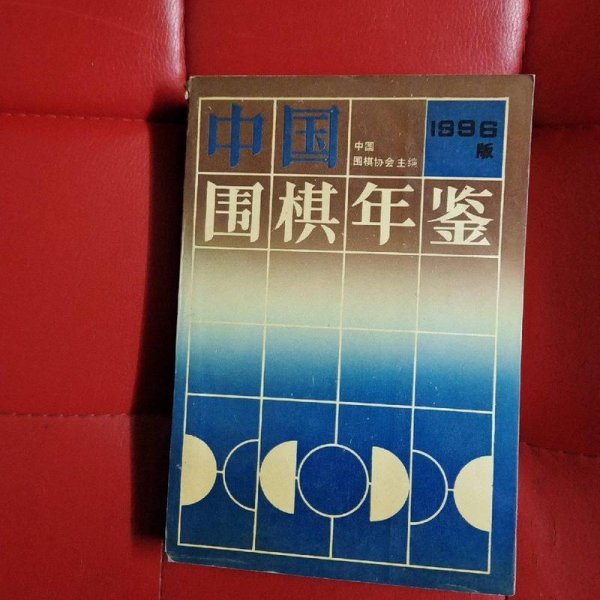 中国
中国
围棋协会主编
1996
版
围棋年鉴